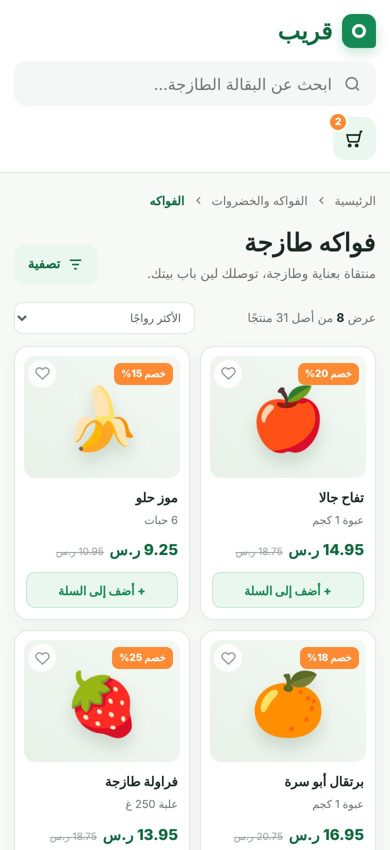 قريب
ابحث عن البقالة الطازجة...
2
الرئيسية › الفواكه والخضروات › الفواكه
فواكه طازجة
منتقاة بعناية وطازجة، توصلك لين باب بيتك.
تصفية
عرض 8 من أصل 31 منتجًا
الأكثر رواجًا
خصم 20%
تفاح جالا
عبوة 1 كجم
14.95 ر.س 18.75 ر.س
+ أضف إلى السلة
خصم 15%
موز حلو
6 حبات
9.25 ر.س 10.95 ر.س
+ أضف إلى السلة
خصم 18%
برتقال أبو سرة
عبوة 1 كجم
16.95 ر.س 20.75 ر.س
خصم 25%
فراولة طازجة
علبة 250 غ
13.95 ر.س 18.75 ر.س